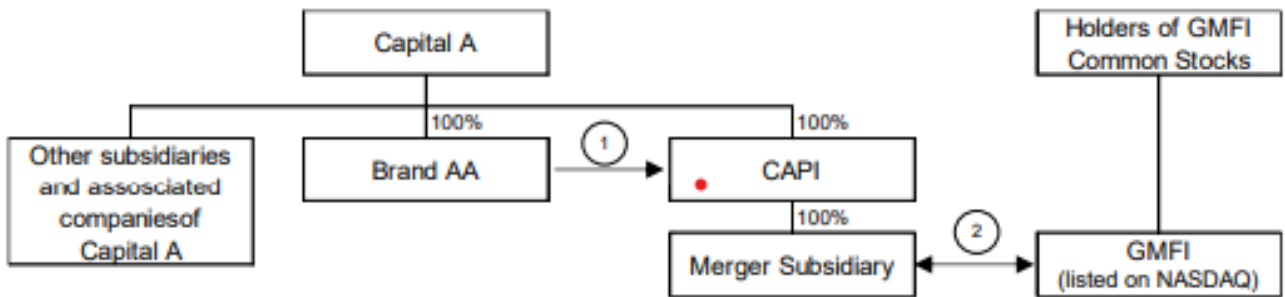 Capital A
Holders of GMFI
Common Stocks
100%
100%
1
Other subsidiaries
and assosciated
companiesof
Capital A
Brand AA
CAPI
100%
2
Merger Subsidiary
GMFI
(listed on NASDAQ)